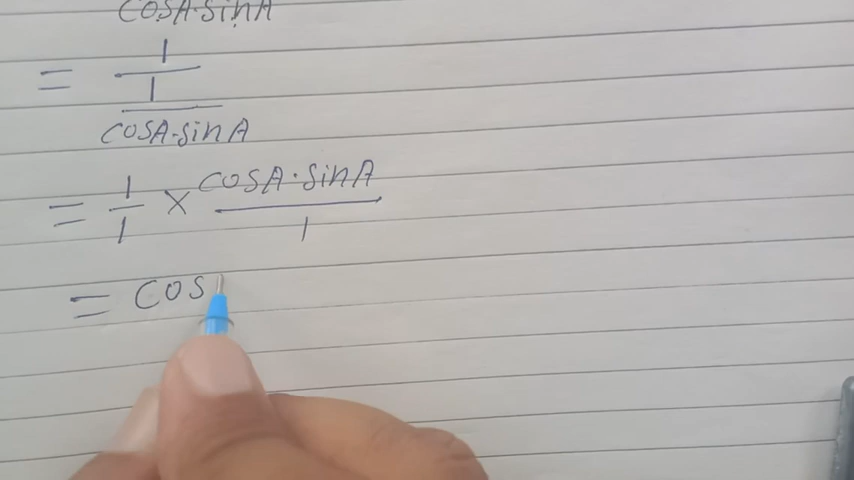 cosA·sinA
1
= 
1
cosA·sinA
= 1/1 × cosA·sinA/1
= cos